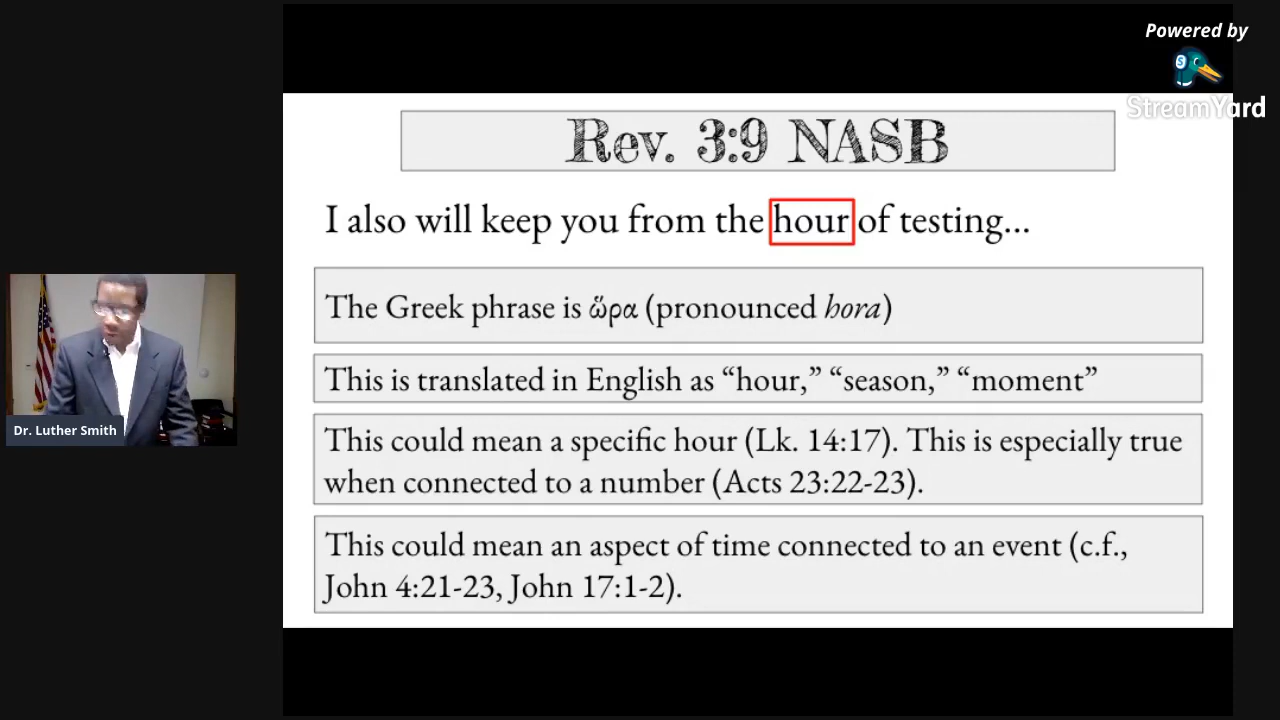 Powered by
StreamYard
Rev. 3:9 NASB
I also will keep you from the hour of testing...
The Greek phrase is ὥρα (pronounced hora)
This is translated in English as “hour,” “season,” “moment”
This could mean a specific hour (Lk. 14:17). This is especially true
when connected to a number (Acts 23:22-23).
This could mean an aspect of time connected to an event (c.f.,
John 4:21-23, John 17:1-2).
Dr. Luther Smith